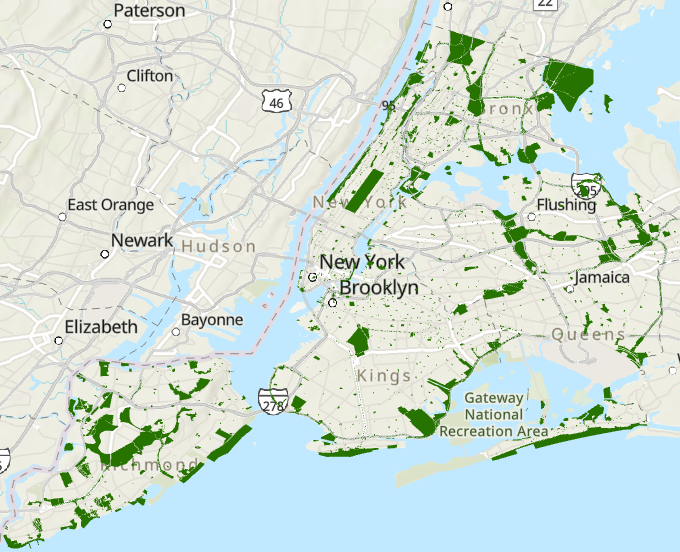 22
Paterson
Clifton
46
95
Bronx
East Orange
New York
295
Flushing
Newark
Hudson
New York
Brooklyn
Jamaica
Elizabeth
Bayonne
Queens
Kings
278
Gateway
National
Recreation Area
Richmond